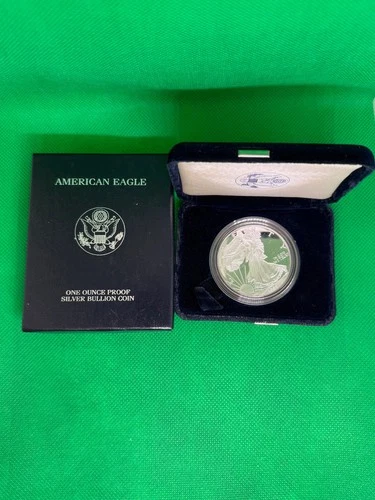 AMERICAN EAGLE
ONE OUNCE PROOF
SILVER BULLION COIN